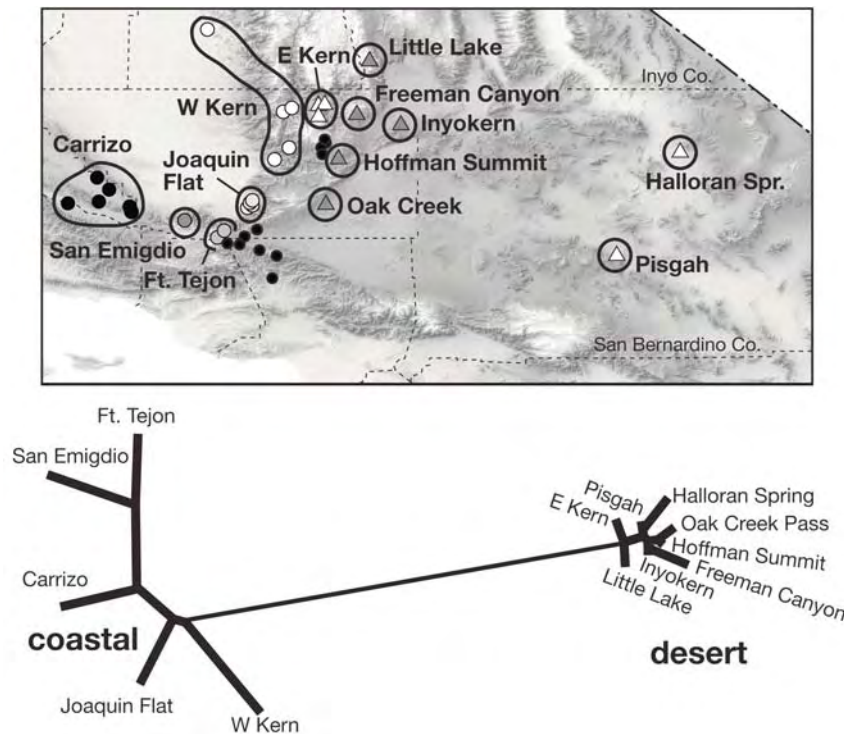 Little Lake
E Kern
Inyo Co.
Freeman Canyon
W Kern
Inyokern
Carrizo
Joaquin
Flat
Hoffman Summit
Halloran Spr.
Oak Creek
San Emigdio
Ft. Tejon
Pisgah
San Bernardino Co.
Ft. Tejon
San Emigdio
Pisgah
Halloran Spring
E Kern
Oak Creek Pass
Hoffman Summit
Inyokern
Freeman Canyon
Little Lake
Carrizo
coastal
desert
Joaquin Flat
W Kern